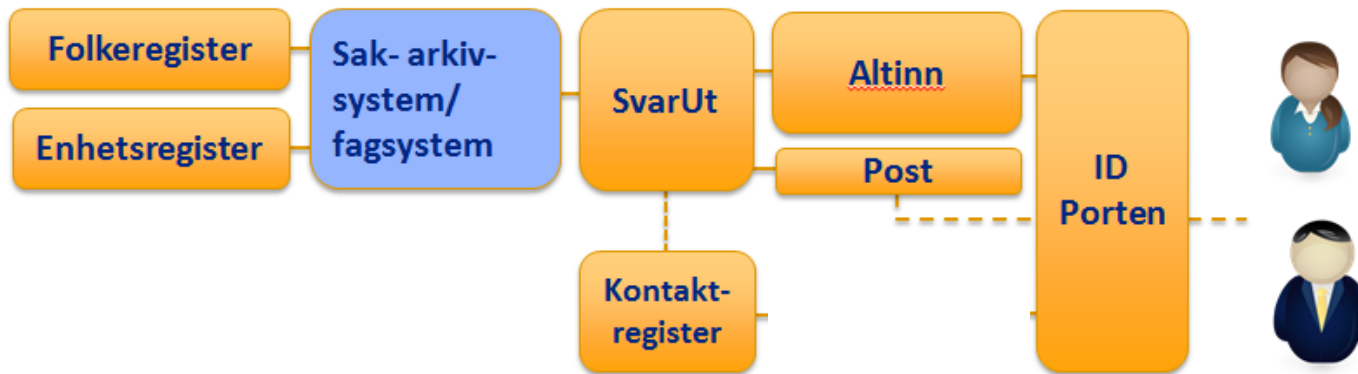 Folkeregister
Enhetsregister
Sak- arkiv-
system/
fagsystem
SvarUt
Altinn
Post
Kontakt-
register
ID
Porten